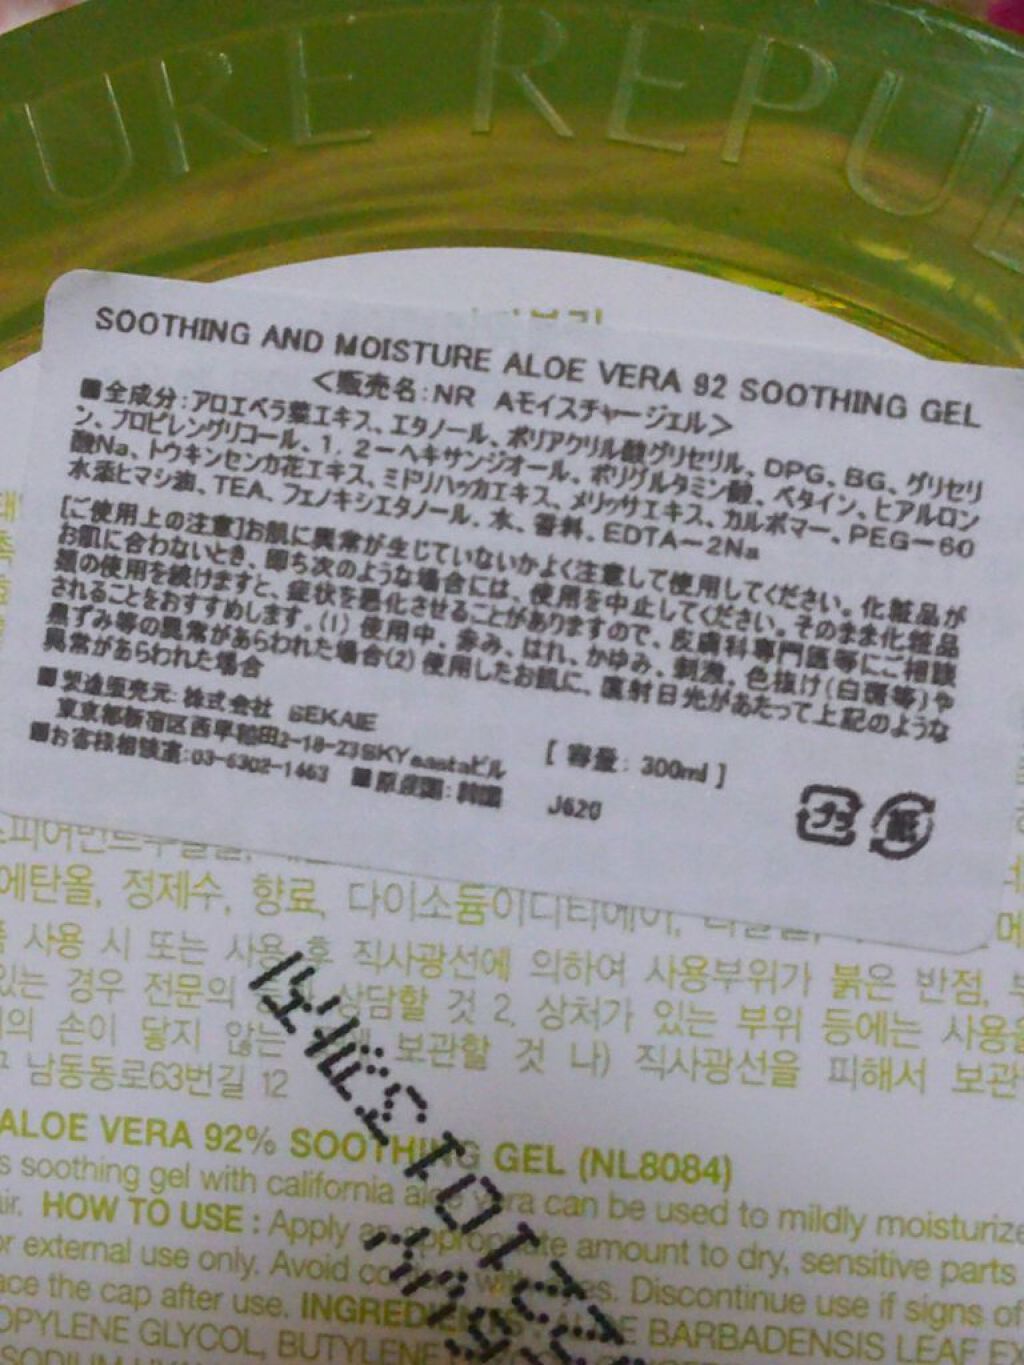 URE REPUB
SOOTHING AND MOISTURE ALOE VERA 92 SOOTHING GEL
<販売名:NR Aモイスチャージェル>
■全成分:アロエベラ葉エキス、エタノール、ポリアクリル酸グリセリル、DPG、BG、グリセリ
ン、プロピレングリコール、1,2-ヘキサンジオール、ポリグルタミン酸、ベタイン、ヒアルロン
酸Na、トウキンセンカ花エキス、ミドリハッカエキス、メリッサエキス、カルボマー、PEG-60
水添ヒマシ油、TEA、フェノキシエタノール、水、香料、EDTA-2Na
[ご使用上の注意]お肌に異常が生じていないかよく注意して使用してください。化粧品が
お肌に合わないとき、即ち次のような場合には、使用を中止してください。そのまま化粧品
類の使用を続けますと、症状を悪化させることがありますので、皮膚科専門医等にご相談
されることをおすすめします。(1) 使用中、赤み、はれ、かゆみ、刺激、色抜け(白斑等)や
黒ずみ等の異常があらわれた場合(2) 使用したお肌に、直射日光があたって上記のような
異常があらわれた場合
■製造販売元: 株式会社 SEKAIE
東京都新宿区西早稲田2-18-23SKYeastaビル
[ 容量: 300ml ]
■お客様相談室:03-6302-1463 ■原産国:韓国
J620
プラ 紙
에탄올, 정제수, 향료, 다이소듐이디티에이,
사용 시 또는 사용 후 직사광선에 의하여 사용부위가 붉은 반점,
있는 경우 전문의 상담할 것 2, 상처가 있는 부위 등에는 사용을
의 손이 닿지 않는 보관할 것 나) 직사광선을 피해서 보관
남동동로63번길 12
ALOE VERA 92% SOOTHING GEL (NL8084)
s soothing gel with california aloe vera can be used to mildly moisturize
air. HOW TO USE : Apply an appropriate amount to dry, sensitive parts
or external use only. Avoid contact with eyes. Discontinue use if signs of
ace the cap after use. INGREDIENTS : ALOE BARBADENSIS LEAF EX
OPYLENE GLYCOL, BUTYLENE
SODIUM